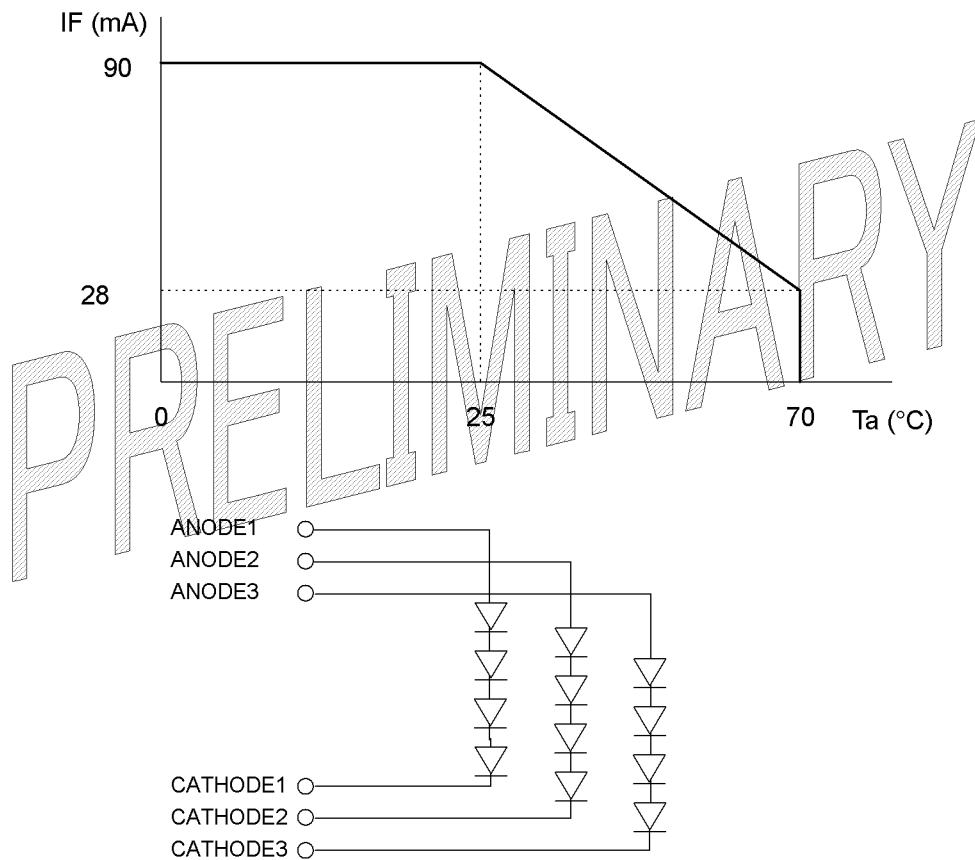 IF (mA)
90
28
0
25
70
Ta (°C)
PRELIMINARY
ANODE1
ANODE2
ANODE3
CATHODE1
CATHODE2
CATHODE3